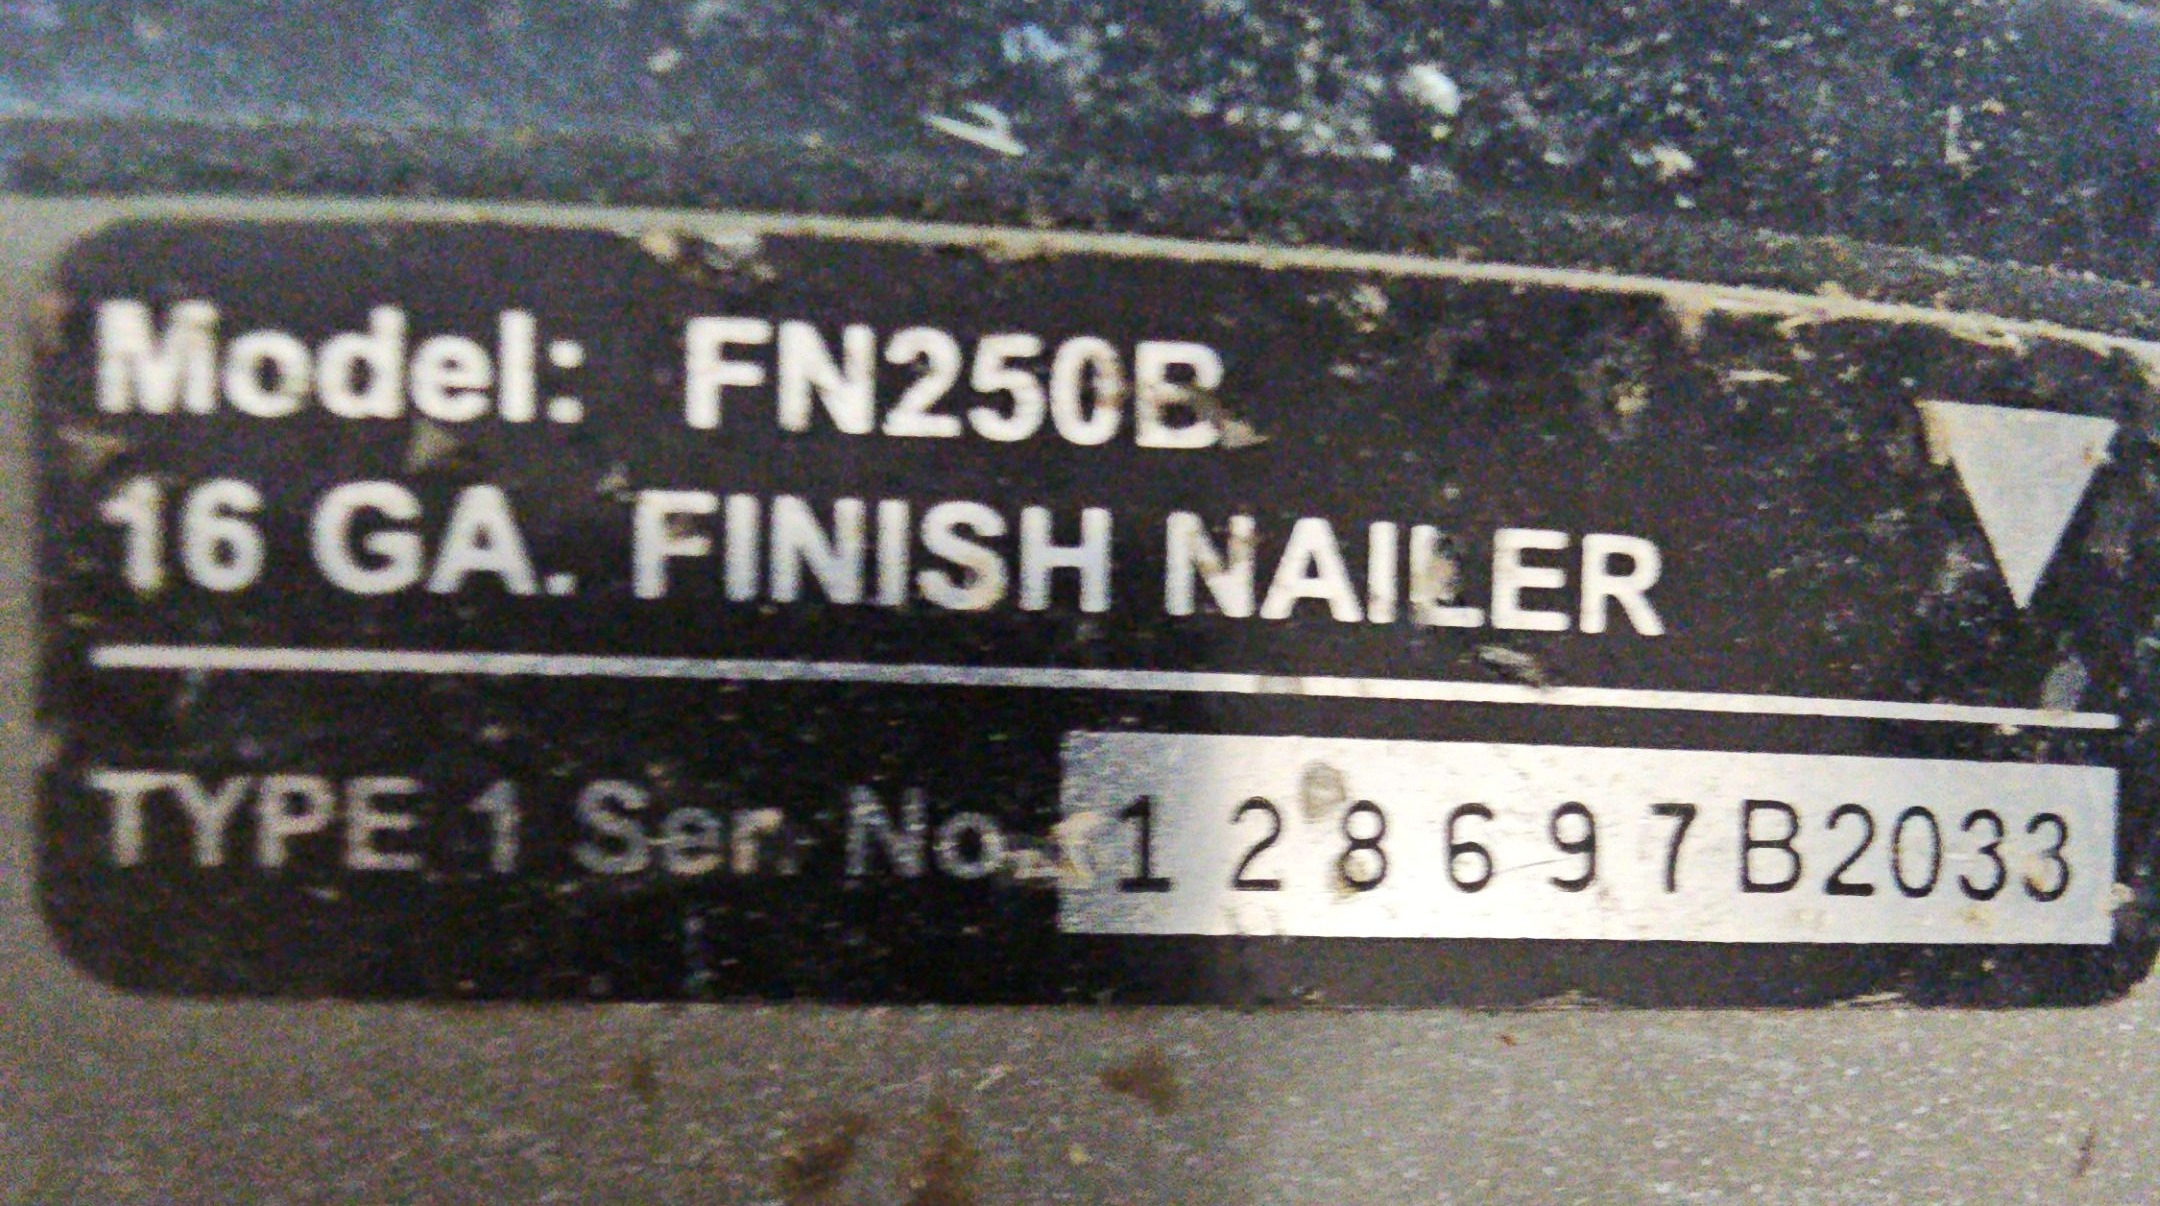 Model: FN250B
16 GA. FINISH NAILER
TYPE 1 Ser. No. 128697B2033